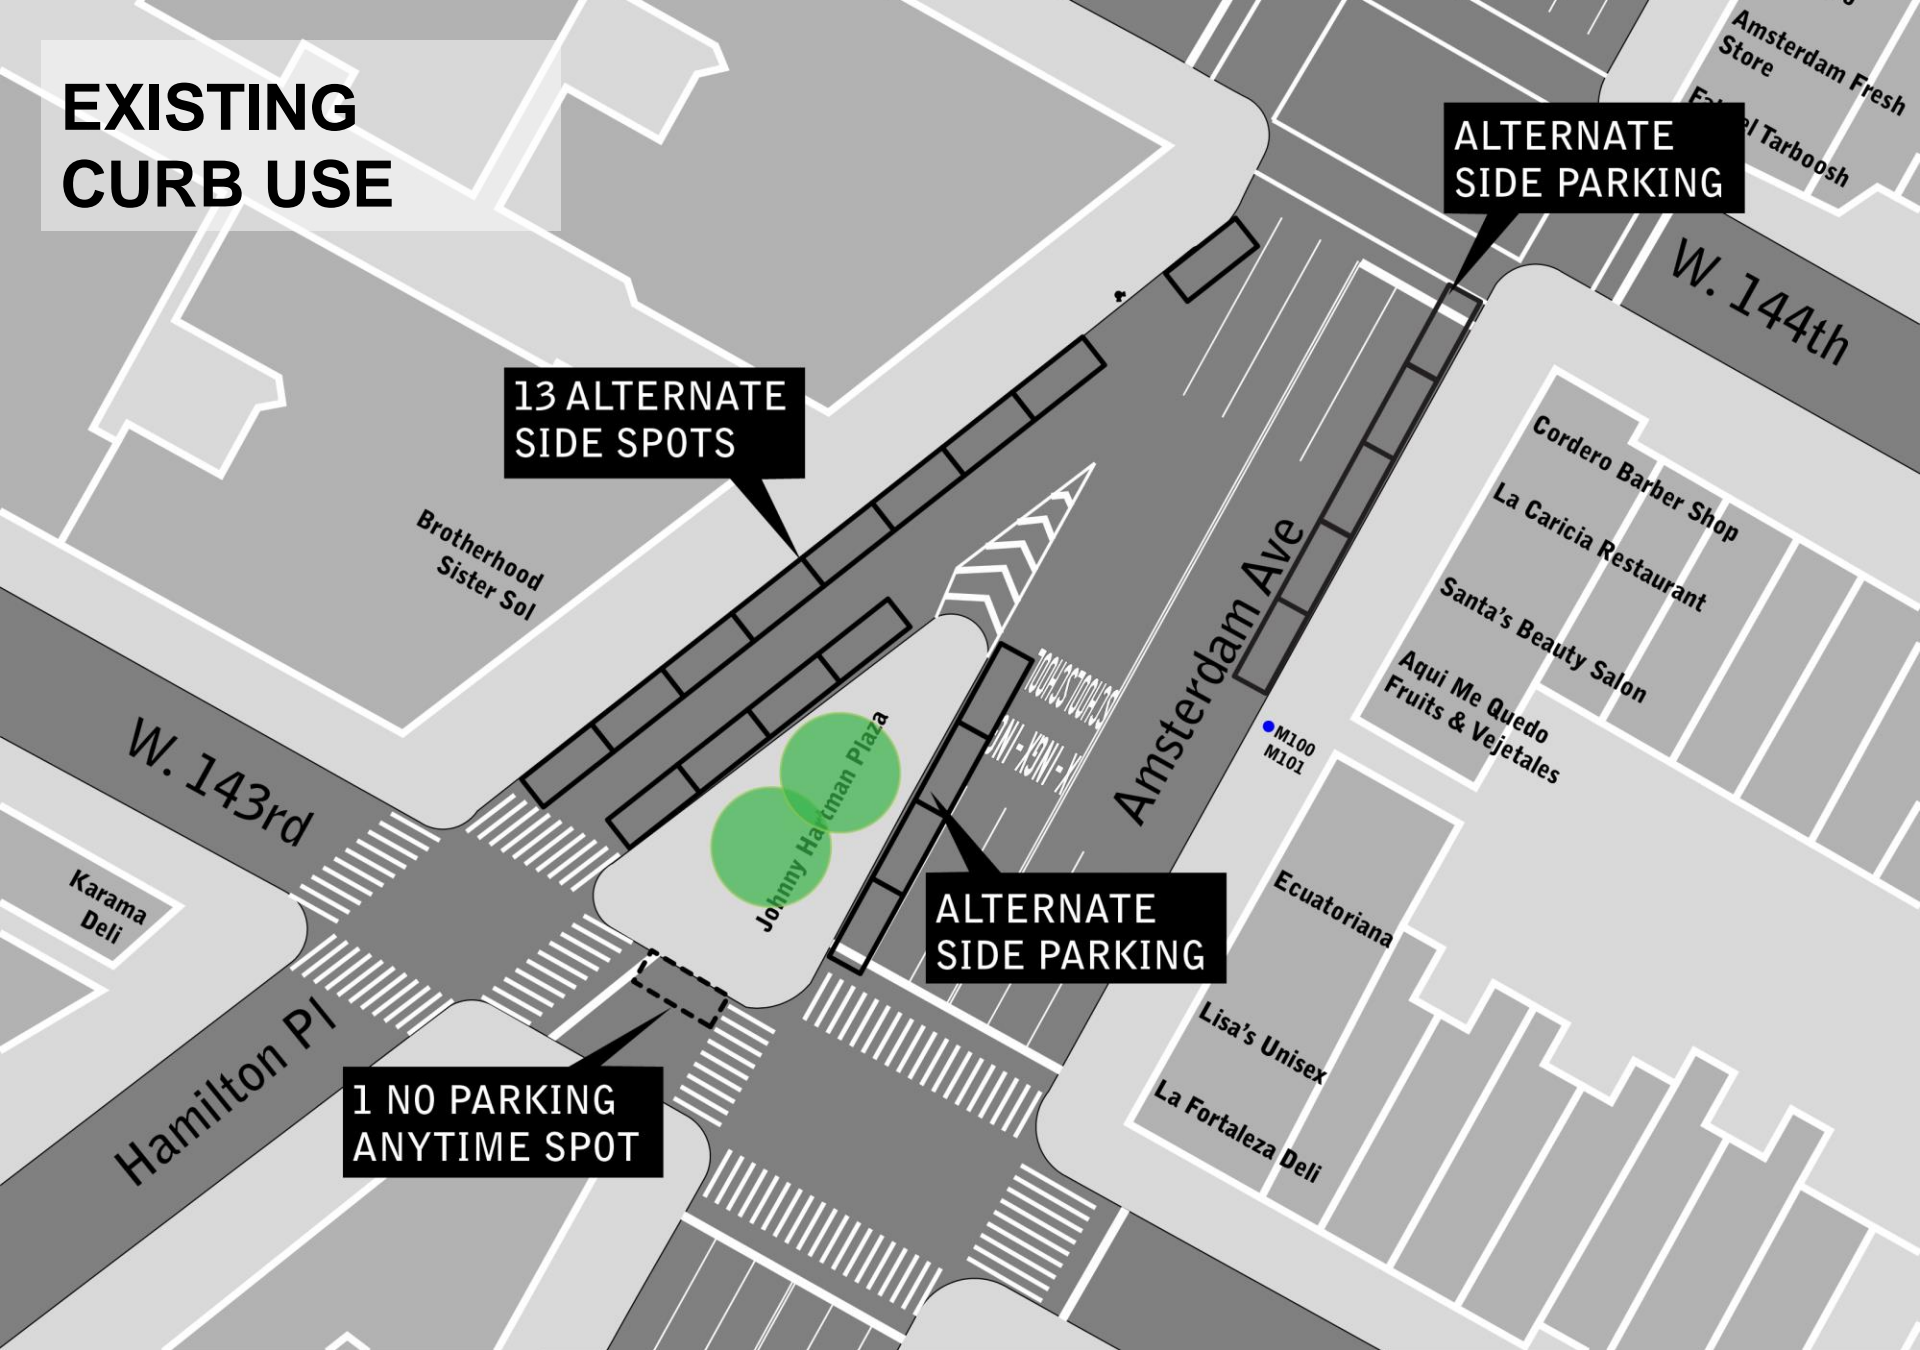 EXISTING
CURB USE
Amsterdam Fresh
Store
Tarboosh
ALTERNATE
SIDE PARKING
W. 144th
13 ALTERNATE
SIDE SPOTS
Brotherhood
Sister Sol
Cordero Barber Shop
La Caricia Restaurant
Santa's Beauty Salon
Aqui Me Quedo
Fruits & Vejetales
Amsterdam Ave
M100
M101
W. 143rd
Johnny Hartman Plaza
Karama
Deli
ALTERNATE
SIDE PARKING
Ecuatoriana
Hamilton Pl
Lisa's Unisex
La Fortaleza Deli
1 NO PARKING
ANYTIME SPOT